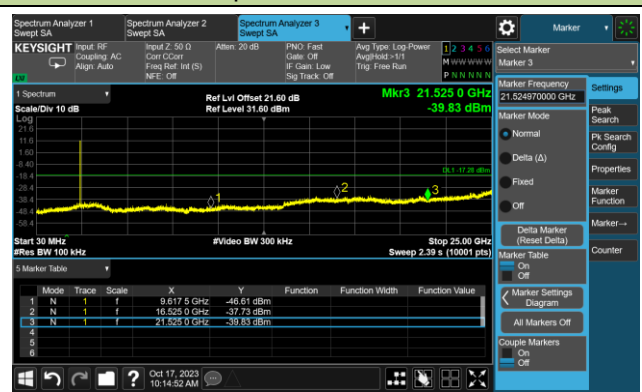 Spectrum Analyzer 1
Swept SA
Spectrum Analyzer 2
Swept SA
Spectrum Analyzer 3
Swept SA
Marker
KEYSIGHT
Input: RF
Coupling: AC
Align: Auto
Input Z: 50 Ω
Corr CCorr
Freq Ref: Int (S)
NFE: Off
Atten: 20 dB
PNO: Fast
Gate: Off
IF Gain: Low
Sig Track: Off
Avg Type: Log-Power
Avg|Hold:>1/1
Trig: Free Run
1 2 3 4 5 6
M W W W W W
P N N N N N
Select Marker
Marker 3
1 Spectrum
Scale/Div 10 dB
Log
Ref Lvl Offset 21.60 dB
Ref Level 31.60 dBm
Mkr3 21.525 0 GHz
-39.83 dBm
21.6
11.6
1.60
-8.40
-18.4
-28.4
-38.4
-48.4
-58.4
DL1 -17.20 dBm
1
2
3
Start 30 MHz
#Res BW 100 kHz
#Video BW 300 kHz
Stop 25.00 GHz
Sweep 2.39 s (10001 pts)
5 Marker Table
Mode Trace Scale X Y Function Function Width Function Value
1 N 1 f 9.617 5 GHz -46.61 dBm
2 N 1 f 16.525 0 GHz -37.73 dBm
3 N 1 f 21.525 0 GHz -39.83 dBm
4
5
6
Marker Frequency
21.524970000 GHz
Marker Mode
Normal
Delta (Δ)
Fixed
Off
Delta Marker
(Reset Delta)
Marker Table
On
Off
Marker Settings
Diagram
All Markers Off
Couple Markers
On
Off
Settings
Peak
Search
Pk Search
Config
Properties
Marker
Function
Marker→
Counter
Oct 17, 2023
10:14:52 AM